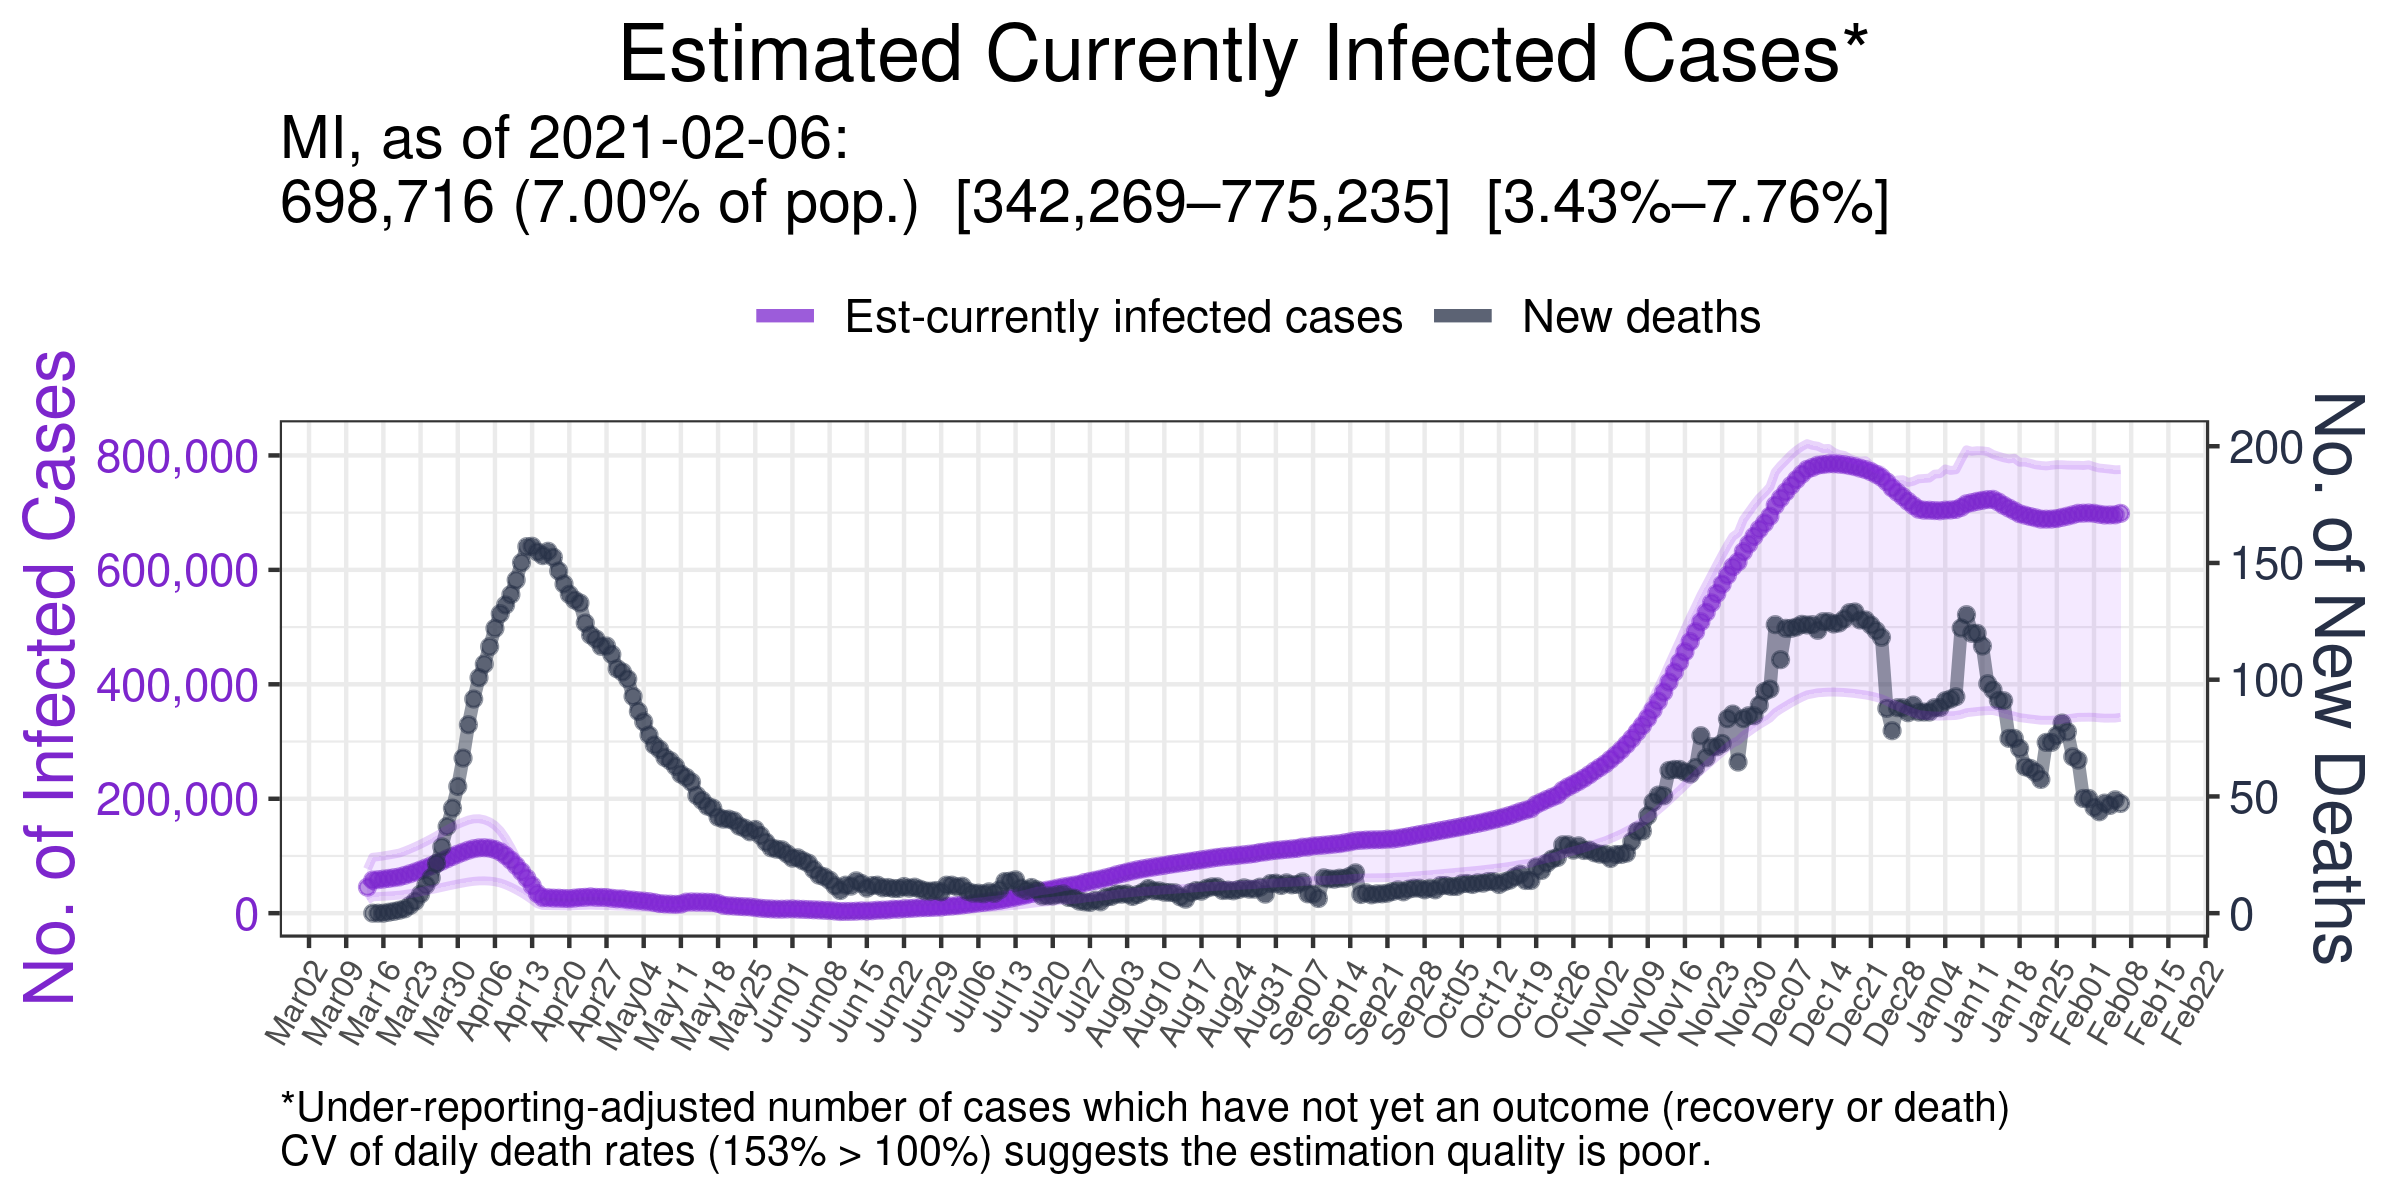 Estimated Currently Infected Cases*
MI, as of 2021-02-06:
698,716 (7.00% of pop.) [342,269–775,235] [3.43%–7.76%]
Est-currently infected cases
New deaths
No. of Infected Cases
800,000
600,000
400,000
200,000
0
200
150
100
50
0
No. of New Deaths
Mar02
Mar09
Mar16
Mar23
Mar30
Apr06
Apr13
Apr20
Apr27
May04
May11
May18
May25
Jun01
Jun08
Jun15
Jun22
Jun29
Jul06
Jul13
Jul20
Jul27
Aug03
Aug10
Aug17
Aug24
Aug31
Sep07
Sep14
Sep21
Sep28
Oct05
Oct12
Oct19
Oct26
Nov02
Nov09
Nov16
Nov23
Nov30
Dec07
Dec14
Dec21
Dec28
Jan04
Jan11
Jan18
Jan25
Feb01
Feb08
Feb15
Feb22
*Under-reporting-adjusted number of cases which have not yet an outcome (recovery or death)
CV of daily death rates (153% > 100%) suggests the estimation quality is poor.